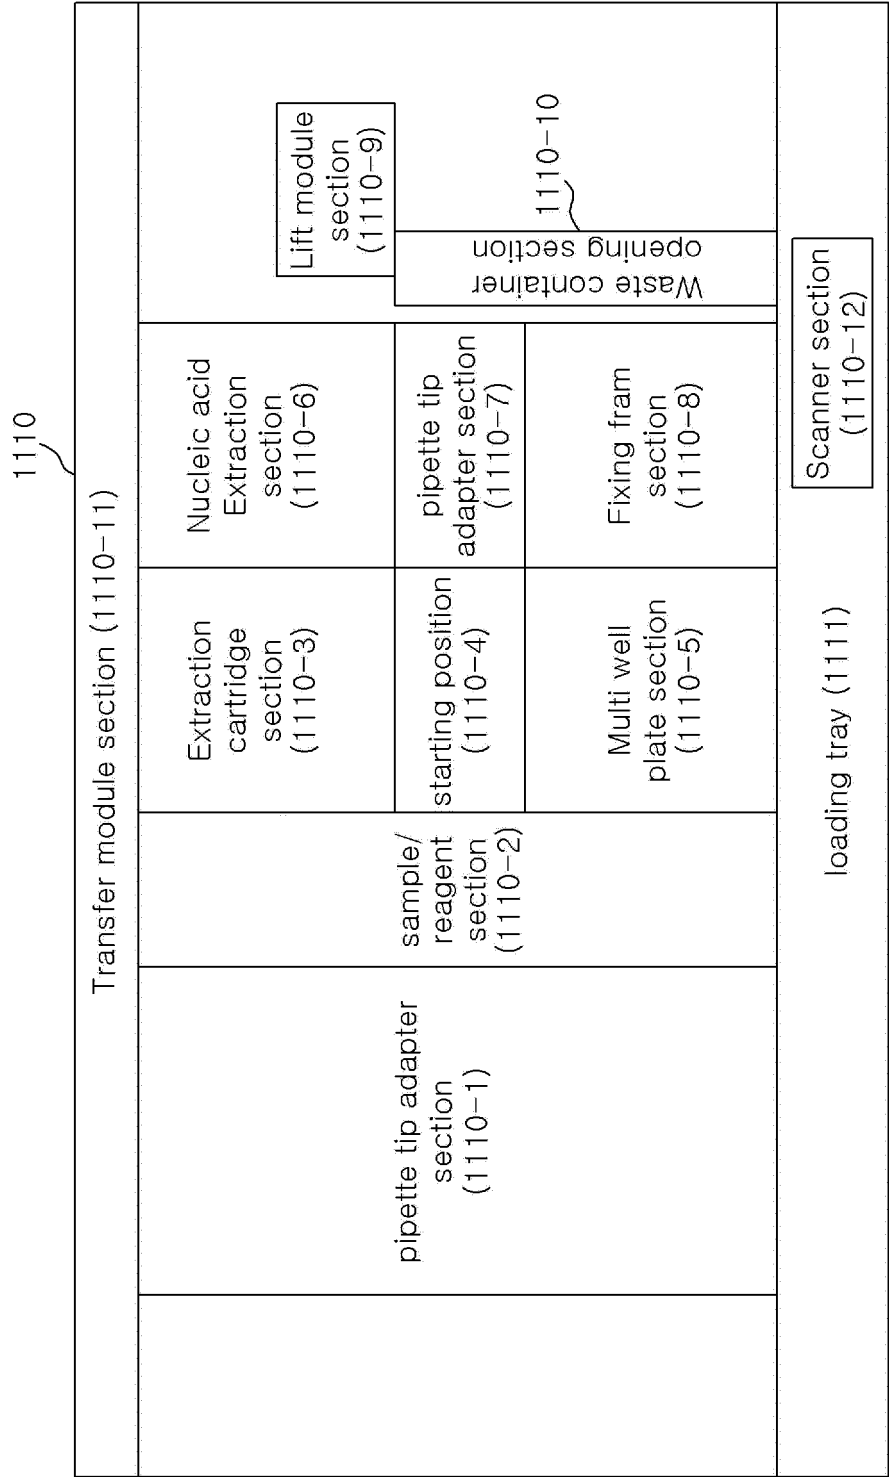 1110
Transfer module section (1110-11)
pipette tip adapter
section
(1110-1)
sample/
reagent
section
(1110-2)
Extraction
cartridge
section
(1110-3)
starting position
(1110-4)
Multi well
plate section
(1110-5)
Nucleic acid
Extraction
section
(1110-6)
pipette tip
adapter section
(1110-7)
Fixing fram
section
(1110-8)
Lift module
section
(1110-9)
Waste container
opening section
1110-10
loading tray (1111)
Scanner section
(1110-12)